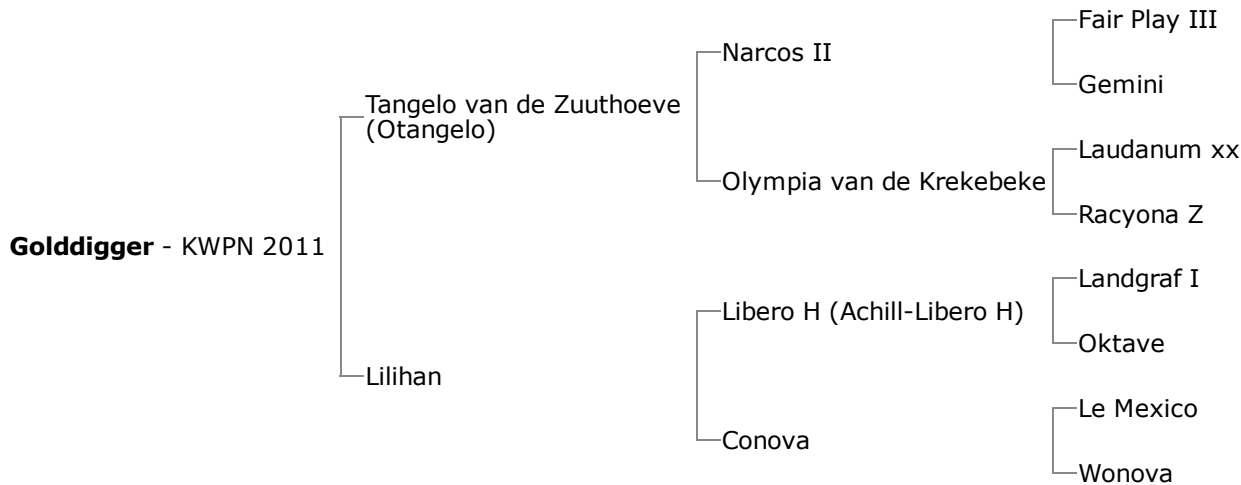 Fair Play III
Narcos II
Gemini
Tangelo van de Zuuthoeve
(Otangelo)
Laudanum xx
Olympia van de Krekebeke
Racyona Z
Golddigger - KWPN 2011
Landgraf I
Libero H (Achill-Libero H)
Oktave
Lilihan
Le Mexico
Conova
Wonova